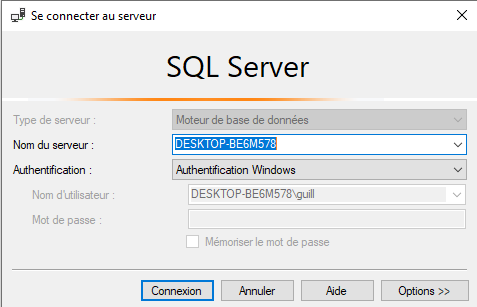 Se connecter au serveur
SQL Server
Type de serveur : Moteur de base de données
Nom du serveur : DESKTOP-BE6M578
Authentification : Authentification Windows
Nom d'utilisateur : DESKTOP-BE6M578\guill
Mot de passe :
Mémoriser le mot de passe
Connexion Annuler Aide Options >>